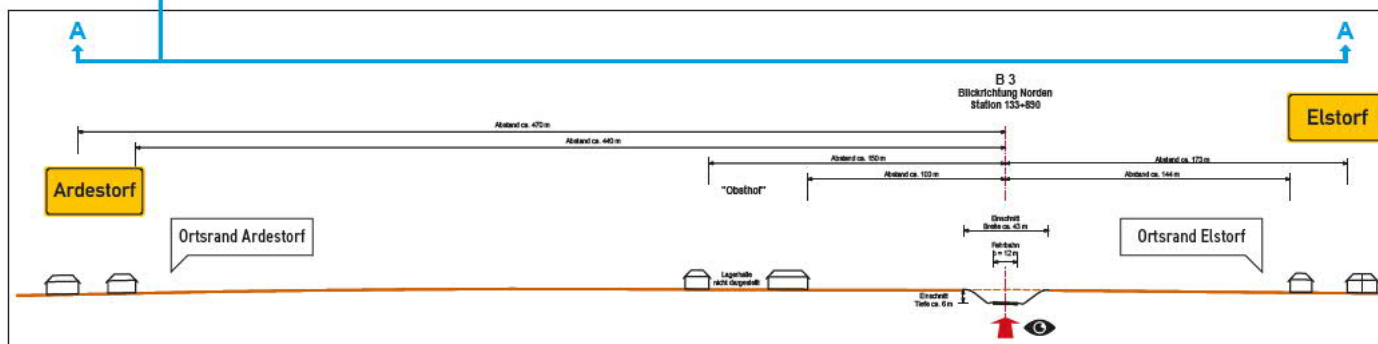 A
A
B 3
Blickrichtung Norden
Station 133+890
Elstorf
Abstand ca. 470 m
Abstand ca. 440 m
Abstand ca. 150 m
Abstand ca. 173 m
Abstand ca. 103 m
Abstand ca. 144 m
Ardestorf
"Obsthof"
Einschnitt
Breite ca. 43 m
Ortsrand Ardestorf
Ortsrand Elstorf
Fahrbahn
b = 12 m
Lagerhalle
nicht dargestellt
Einschnitt
Tiefe ca. 6 m